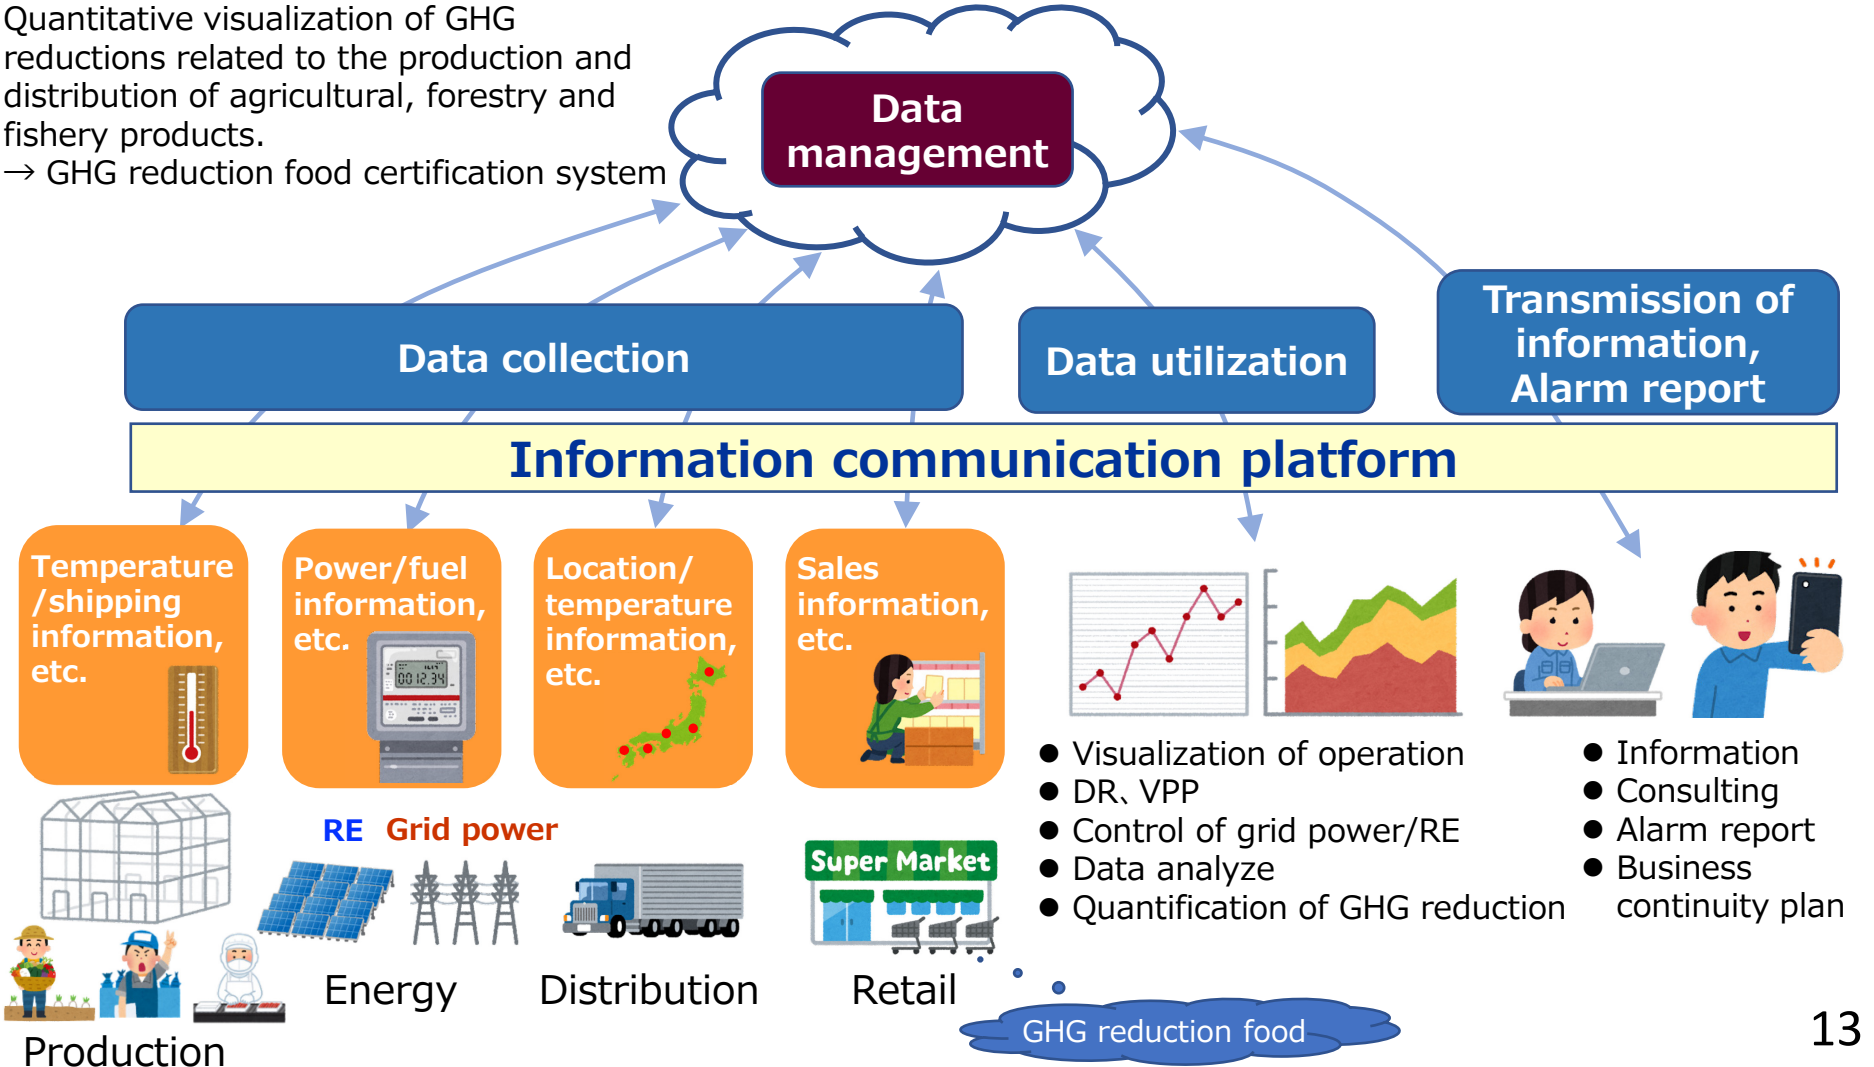 Quantitative visualization of GHG
reductions related to the production and
distribution of agricultural, forestry and
fishery products.
→ GHG reduction food certification system
Data
management
Data collection
Data utilization
Transmission of
information,
Alarm report
Information communication platform
Temperature
/shipping
information,
etc.
Power/fuel
information,
etc.
0012.34
Location/
temperature
information,
etc.
Sales
information,
etc.
RE Grid power
Super Market
Production
Energy
Distribution
Retail
● Visualization of operation
● DR、VPP
● Control of grid power/RE
● Data analyze
● Quantification of GHG reduction
● Information
● Consulting
● Alarm report
● Business
continuity plan
GHG reduction food
13